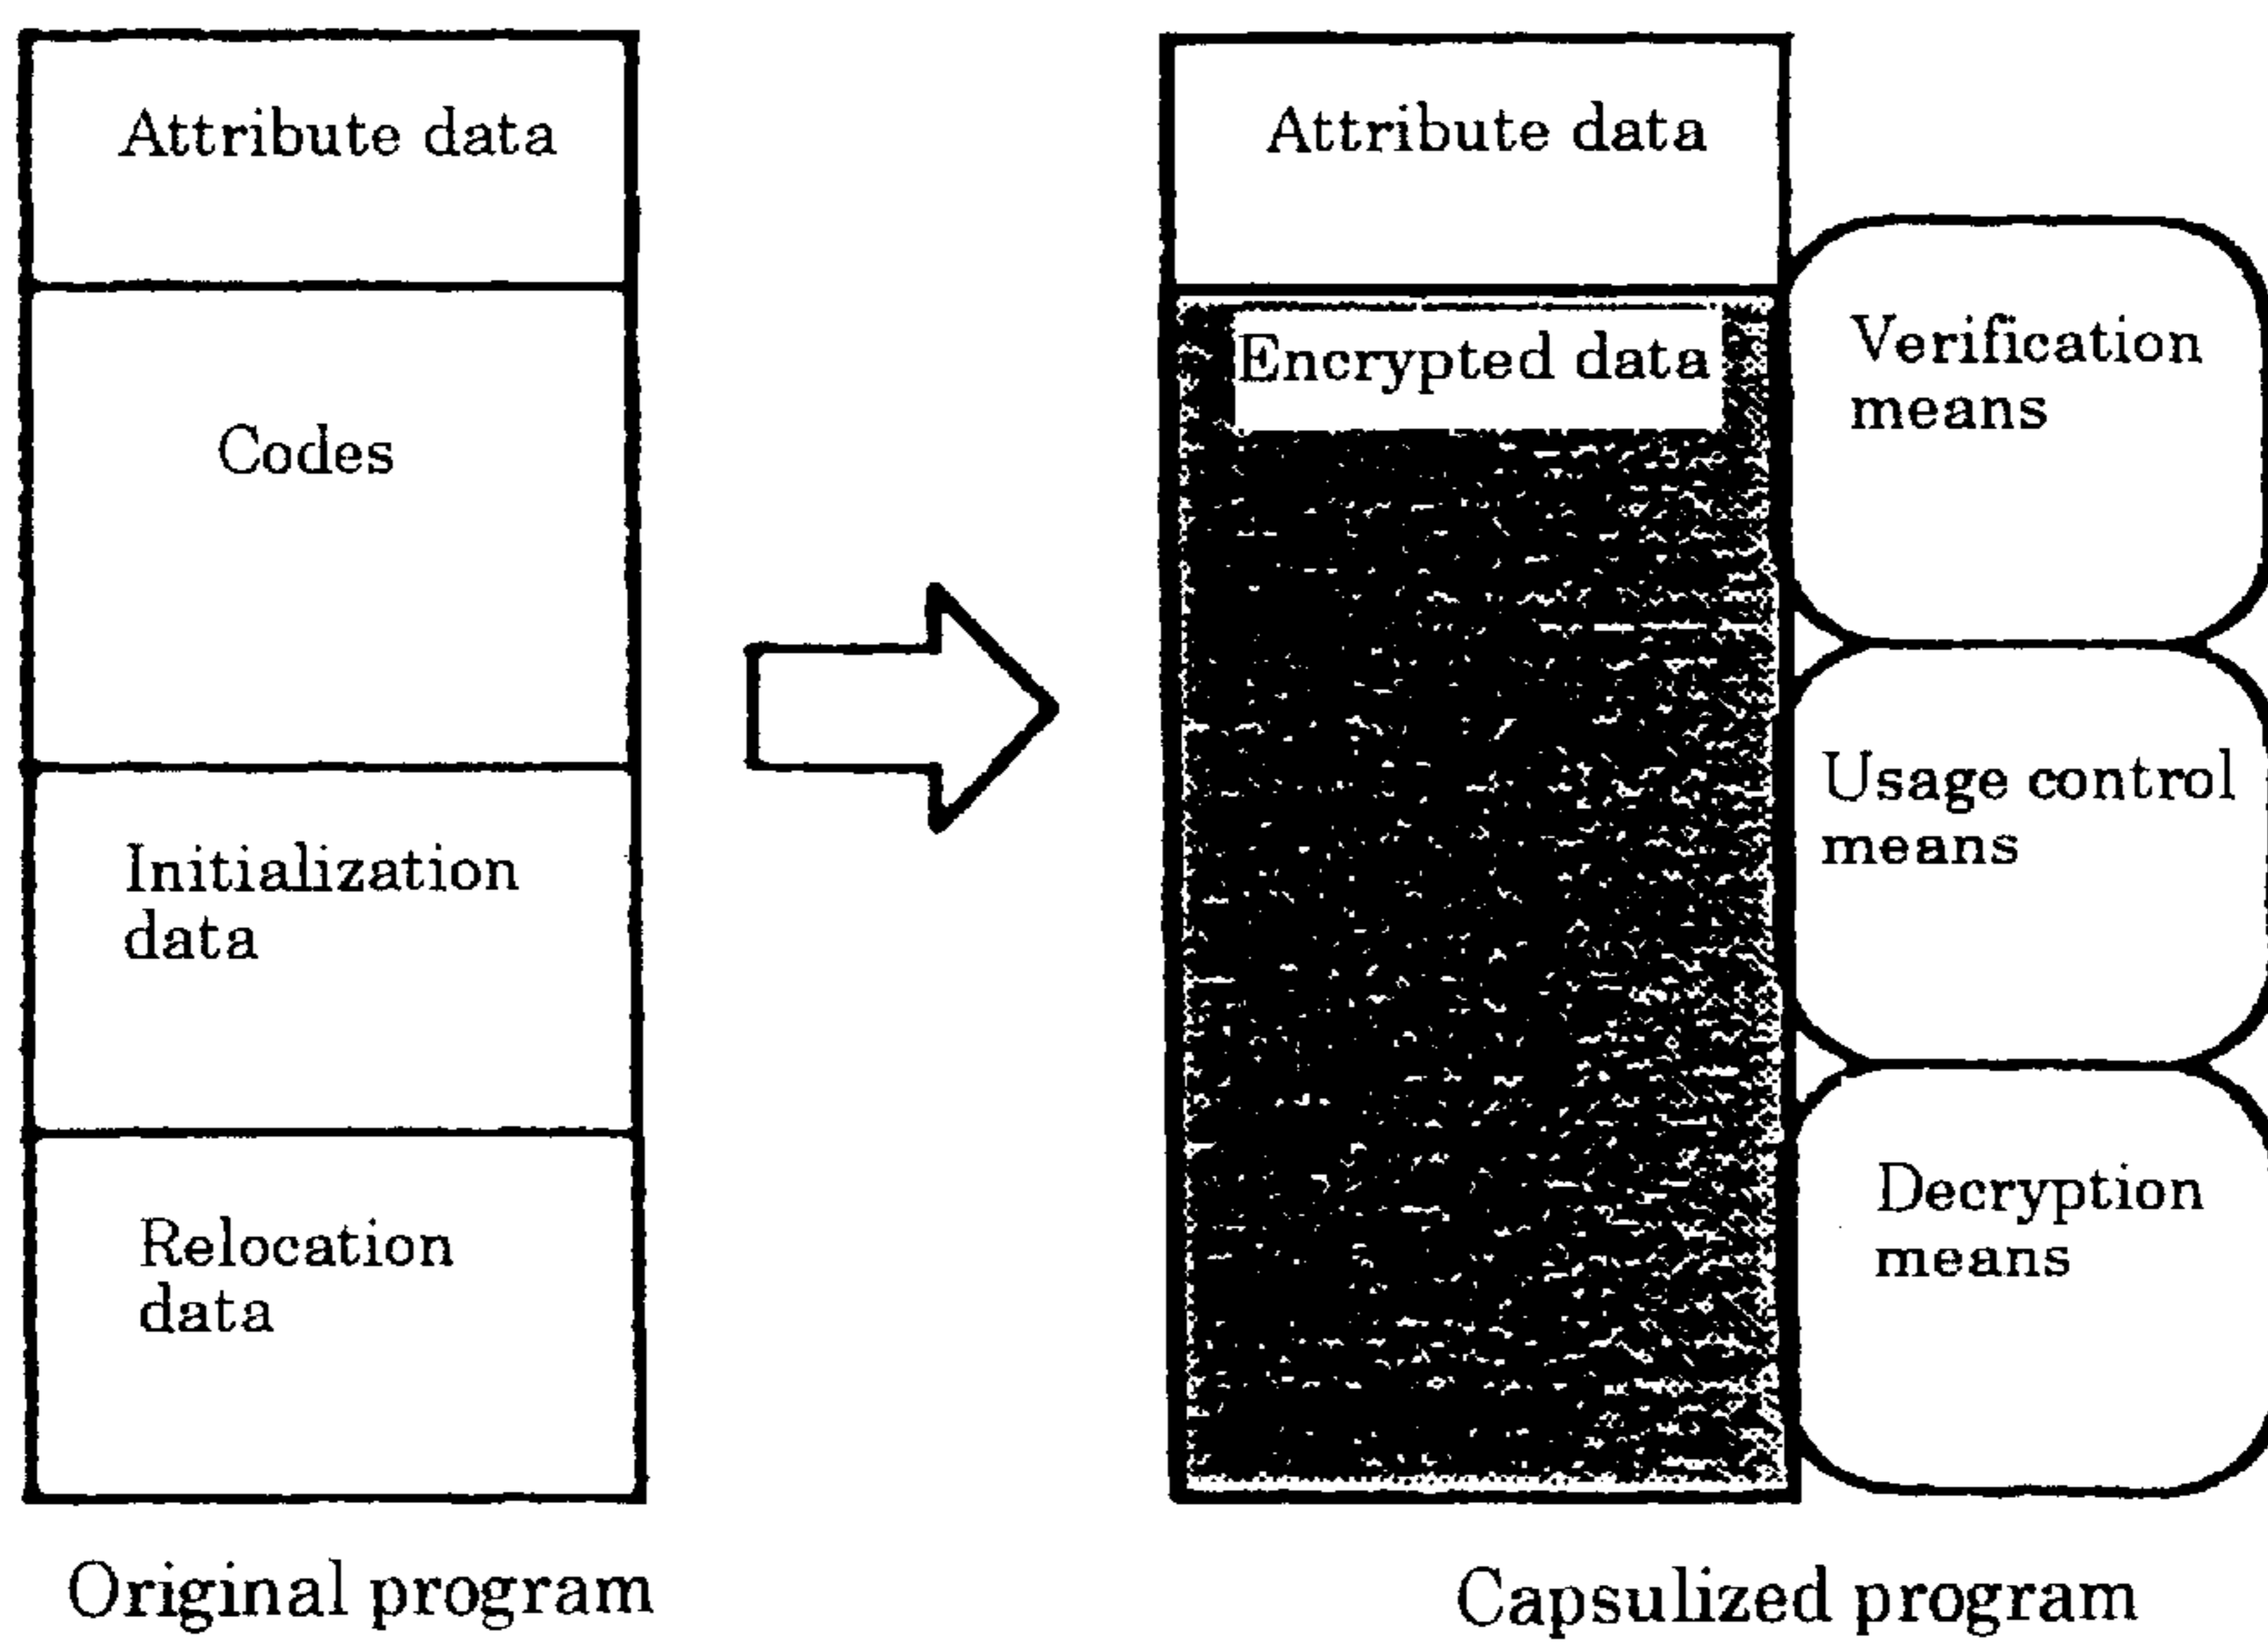 Attribute data
Codes
Initialization
data
Relocation
data
Original program
Attribute data
Encrypted data
Verification
means
Usage control
means
Decryption
means
Capsulized program